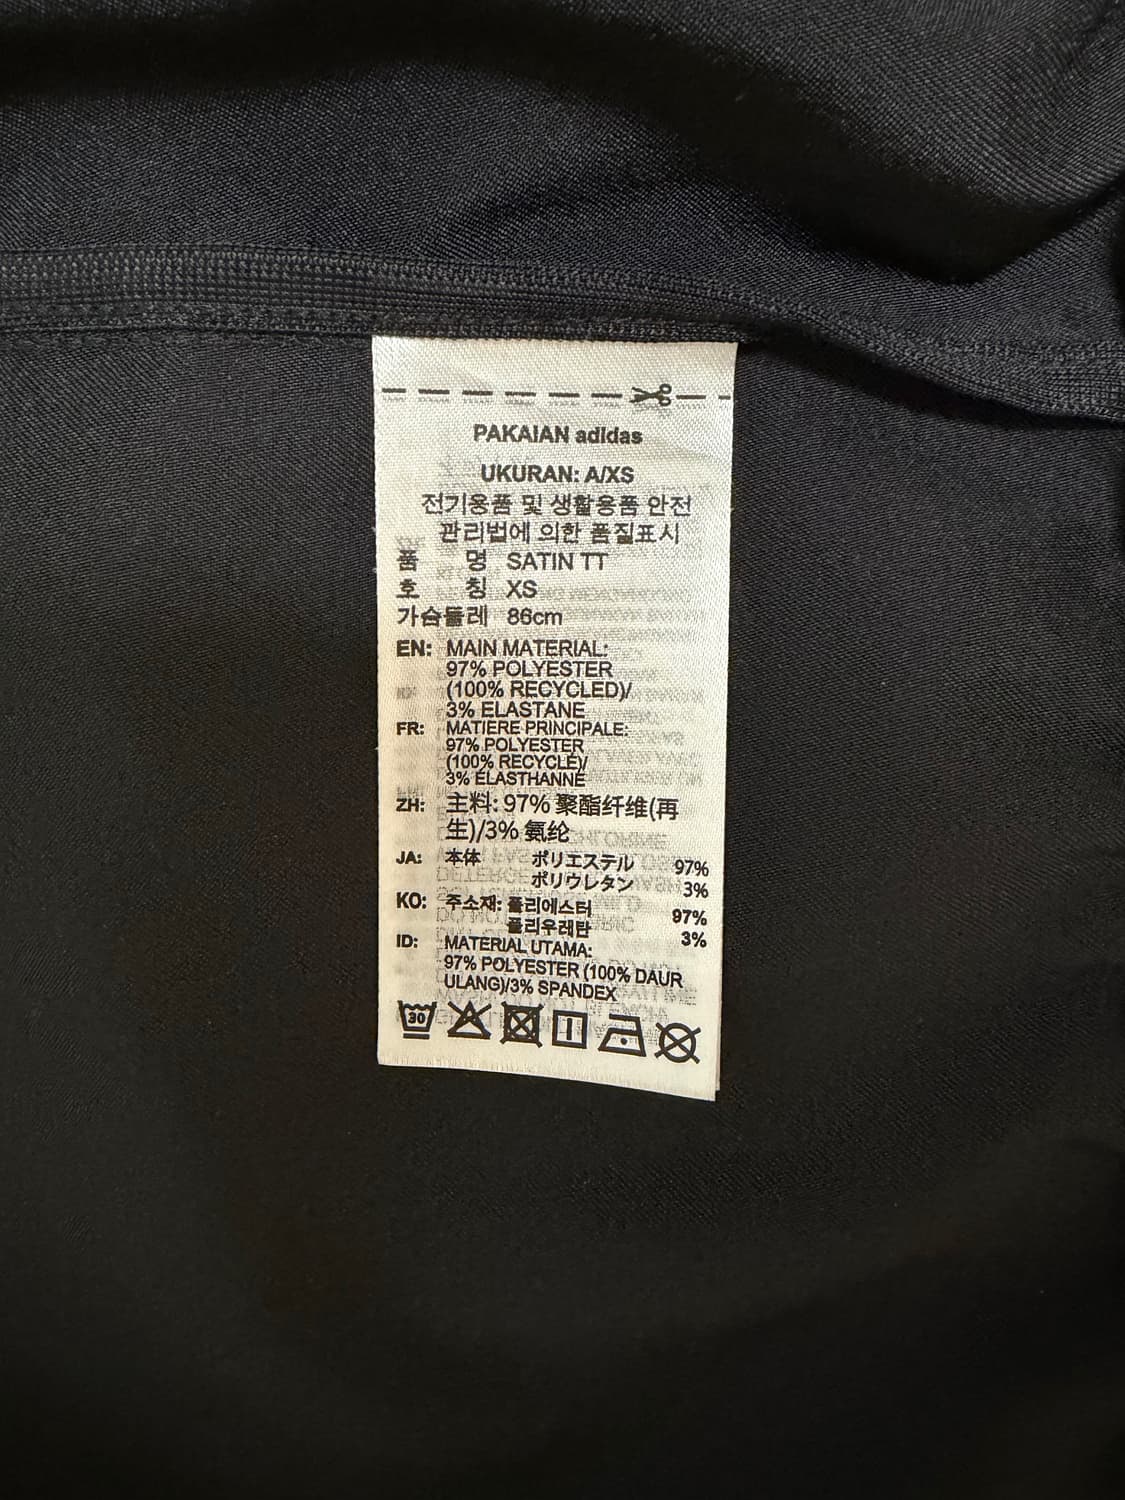 PAKAIAN adidas
UKURAN: A/XS
전기용품 및 생활용품 안전
관리법에 의한 품질표시
품 명 SATIN TT
호 칭 XS
가슴둘레 86cm
EN: MAIN MATERIAL:
97% POLYESTER
(100% RECYCLED)/
3% ELASTANE
FR: MATIERE PRINCIPALE:
97% POLYESTER
(100% RECYCLÉ)/
3% ÉLASTHANNE
ZH: 主料: 97% 聚酯纤维(再
生)/3% 氨纶
JA: 本体 ポリエステル 97%
ポリウレタン 3%
KO: 주소재: 폴리에스터 97%
폴리우레탄 3%
ID: MATERIAL UTAMA:
97% POLYESTER (100% DAUR
ULANG)/3% SPANDEX
30